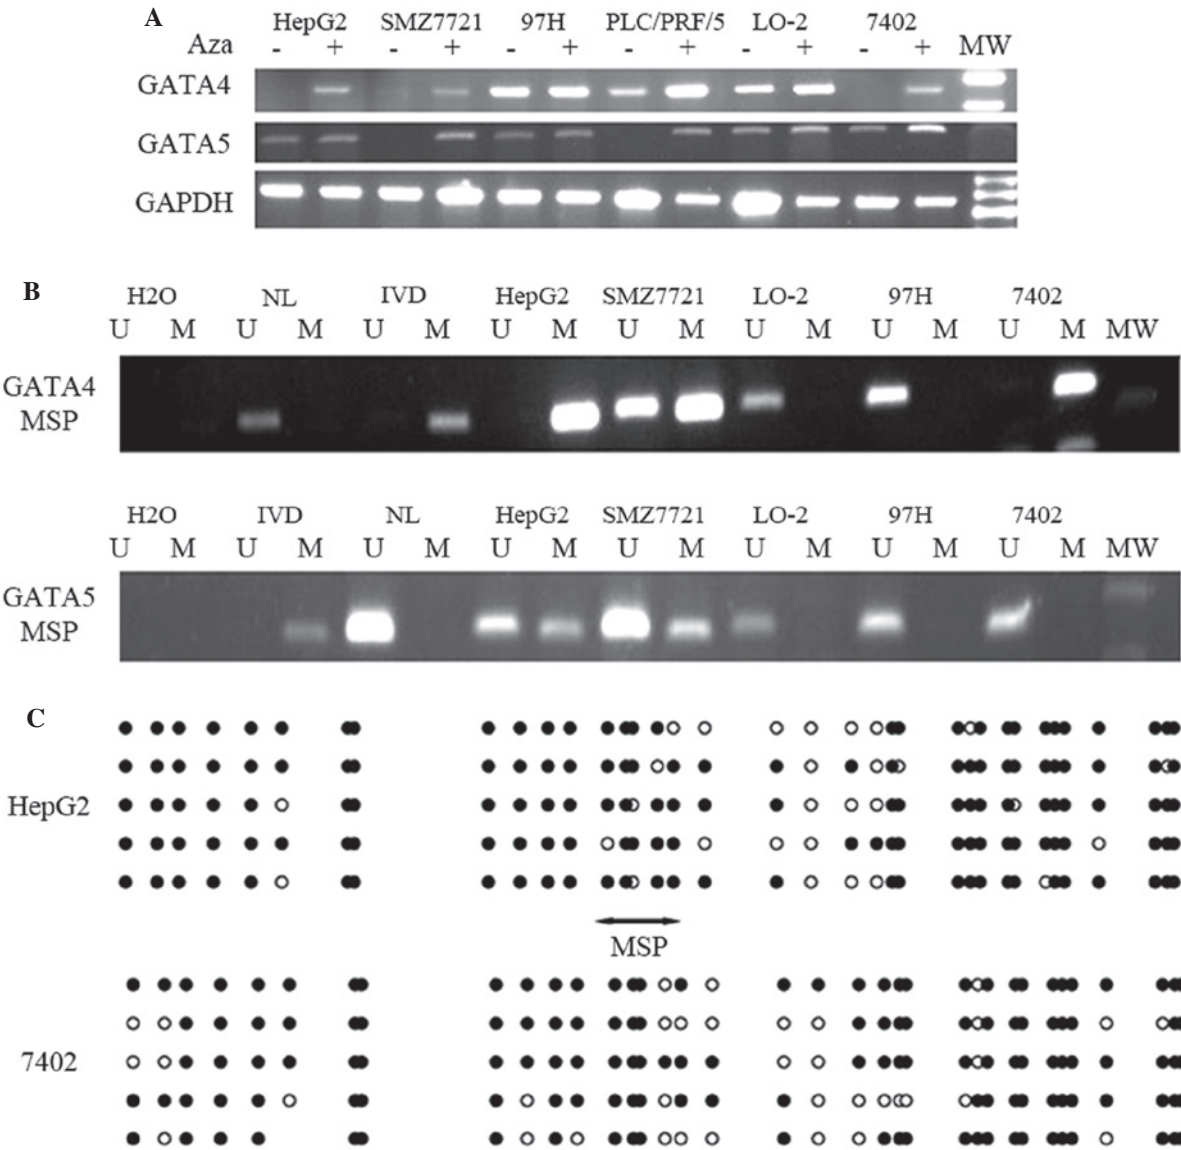 A
HepG2 SMZ7721 97H PLC/PRF/5 LO-2 7402
Aza - + - + - + - + - + - + MW
GATA4
GATA5
GAPDH
B
H2O NL IVD HepG2 SMZ7721 LO-2 97H 7402
U M U M U M U M U M U M U M U M MW
GATA4
MSP
H2O IVD NL HepG2 SMZ7721 LO-2 97H 7402
U M U M U M U M U M U M U M U M MW
GATA5
MSP
C
HepG2
MSP
7402